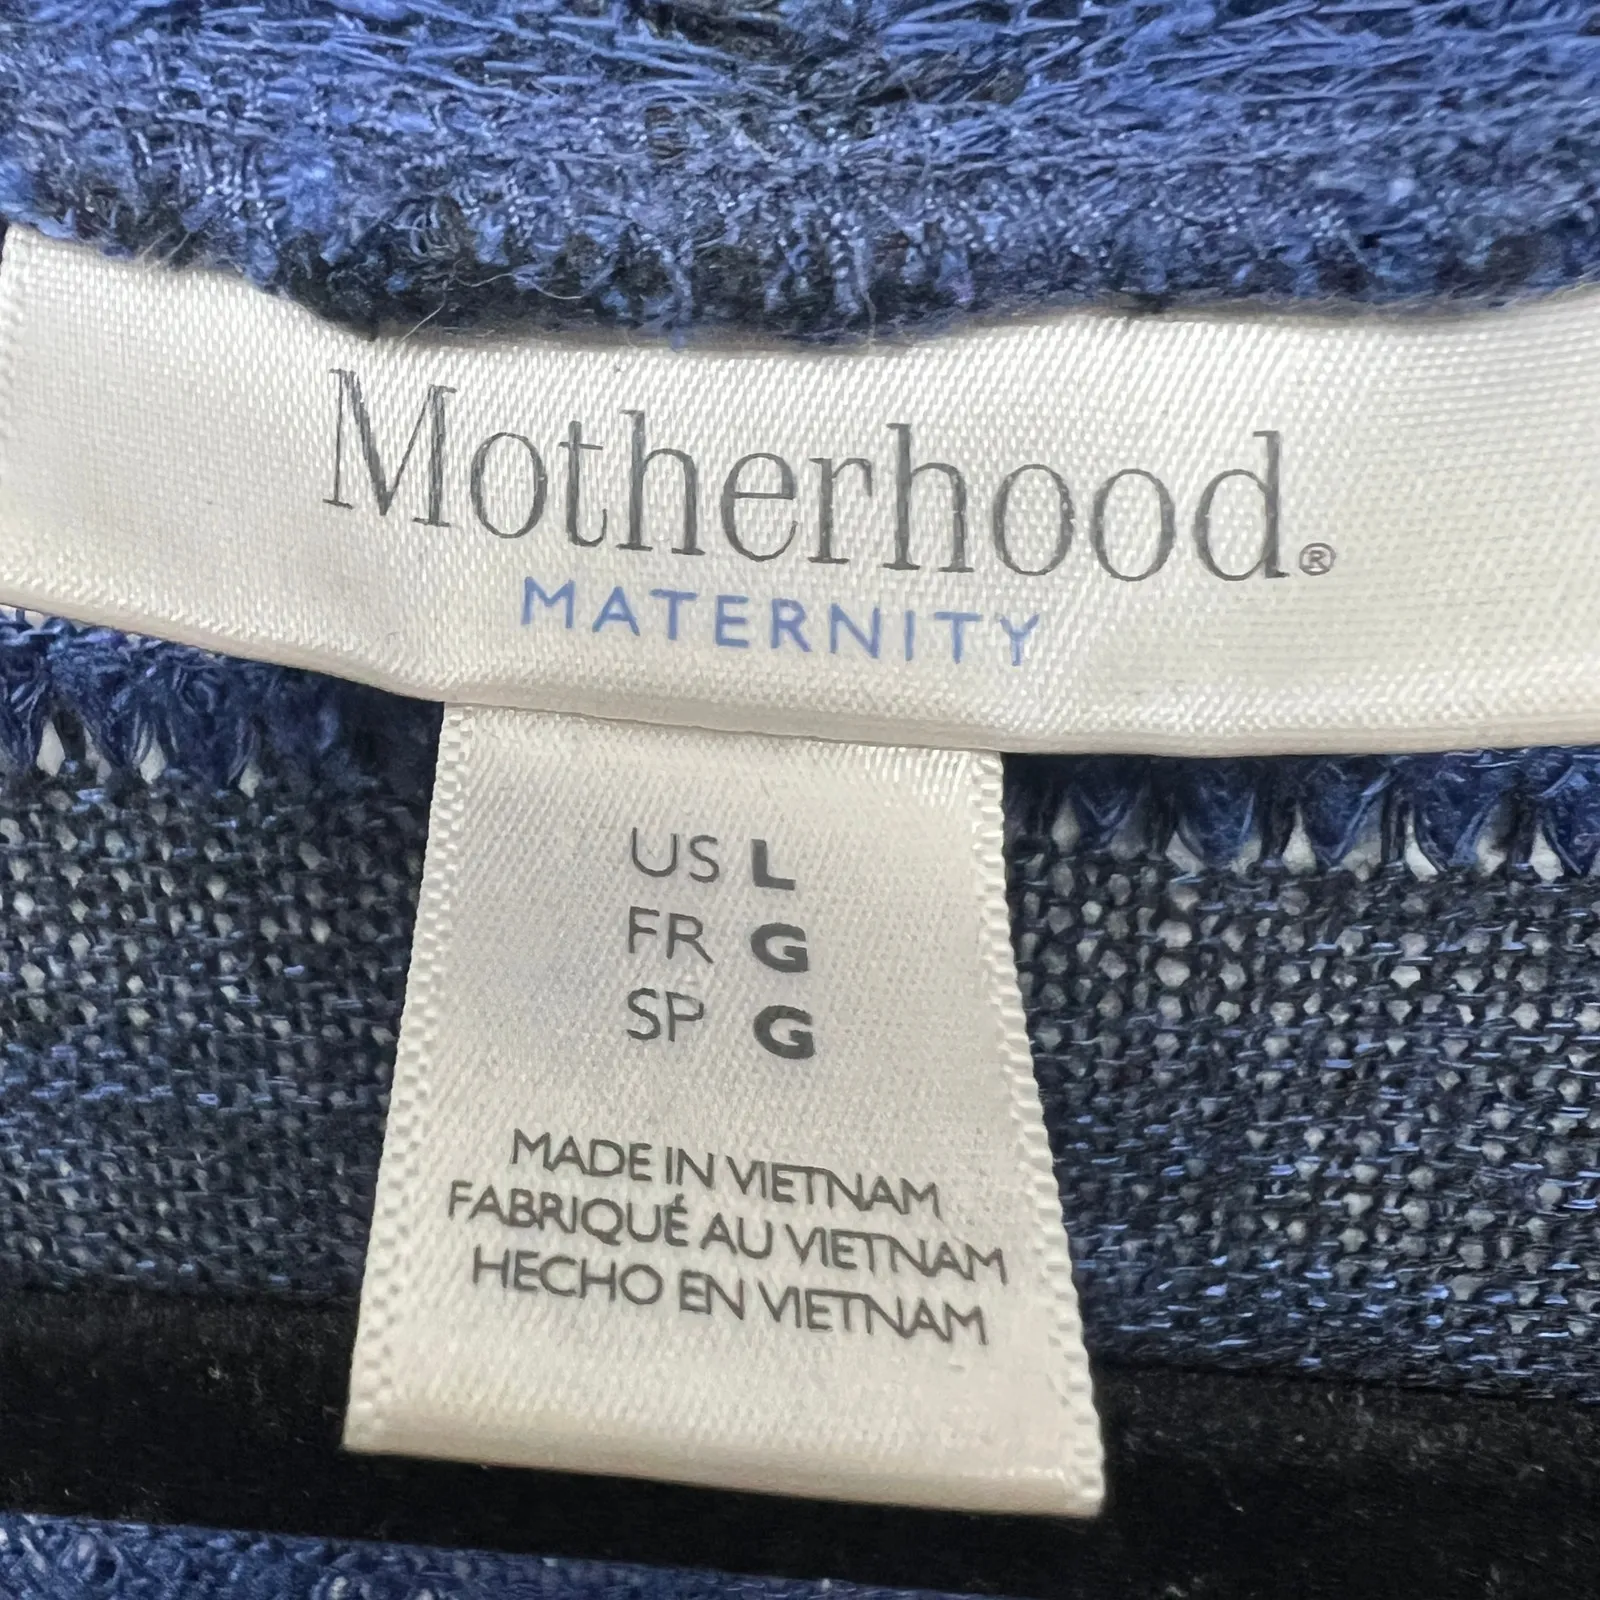 Motherhood®
MATERNITY
US L
FR G
SP G
MADE IN VIETNAM
FABRIQUÉ AU VIETNAM
HECHO EN VIETNAM